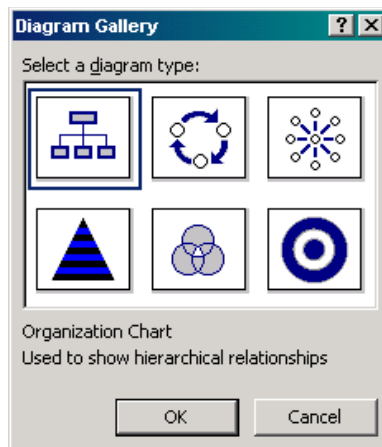 Diagram Gallery
Select a diagram type:
Organization Chart
Used to show hierarchical relationships
OK
Cancel